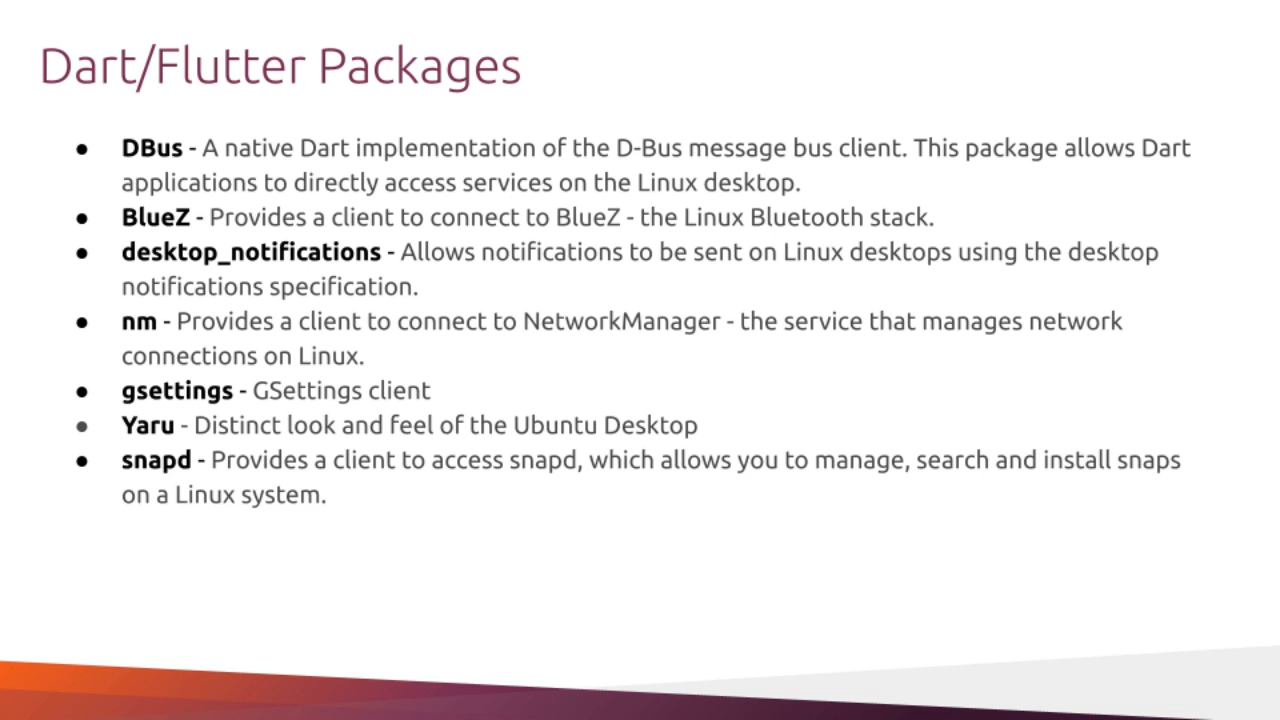 Dart/Flutter Packages
● DBus - A native Dart implementation of the D-Bus message bus client. This package allows Dart
applications to directly access services on the Linux desktop.
● BlueZ - Provides a client to connect to BlueZ - the Linux Bluetooth stack.
● desktop_notifications - Allows notifications to be sent on Linux desktops using the desktop
notifications specification.
● nm - Provides a client to connect to NetworkManager - the service that manages network
connections on Linux.
● gsettings - GSettings client
● Yaru - Distinct look and feel of the Ubuntu Desktop
● snapd - Provides a client to access snapd, which allows you to manage, search and install snaps
on a Linux system.